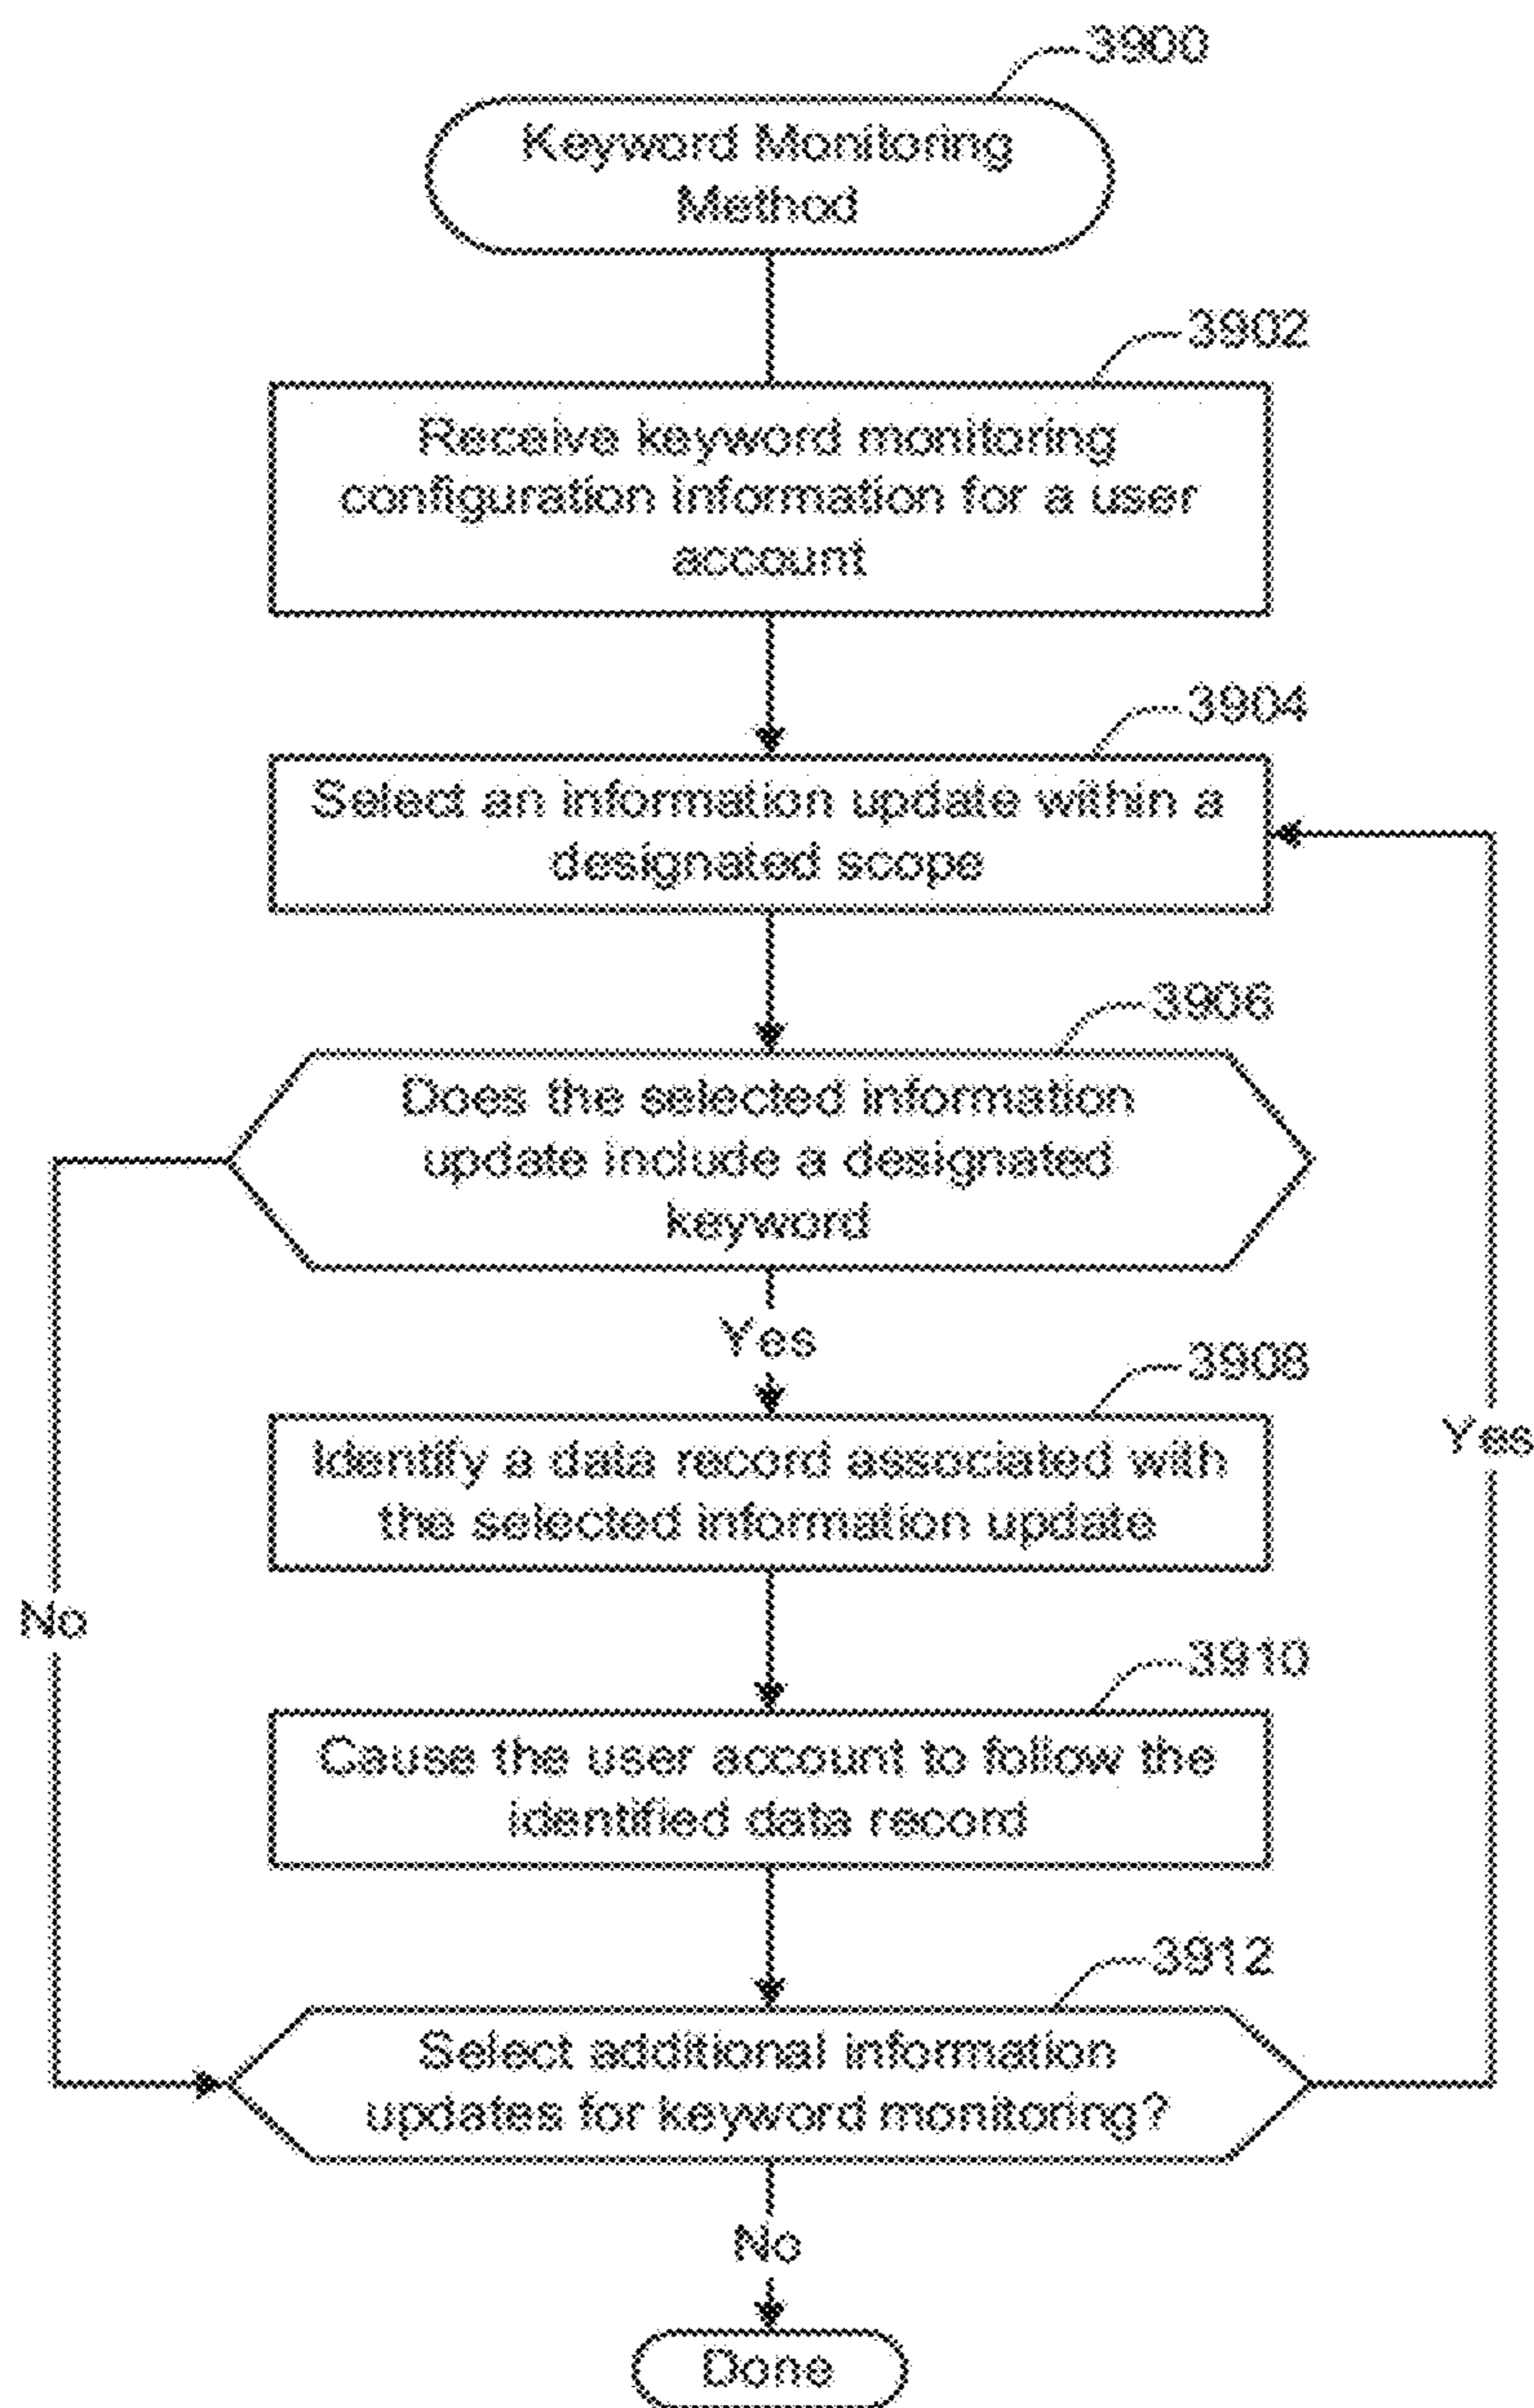 3900
Keyword Monitoring
Method
3902
Receive keyword monitoring
configuration information for a user
account
3904
Select an information update within a
designated scope
3906
Does the selected information
update include a designated
keyword
Yes
3908
Identify a data record associated with
the selected information update
Yes
No
3910
Cause the user account to follow the
identified data record
3912
Select additional information
updates for keyword monitoring?
No
Done